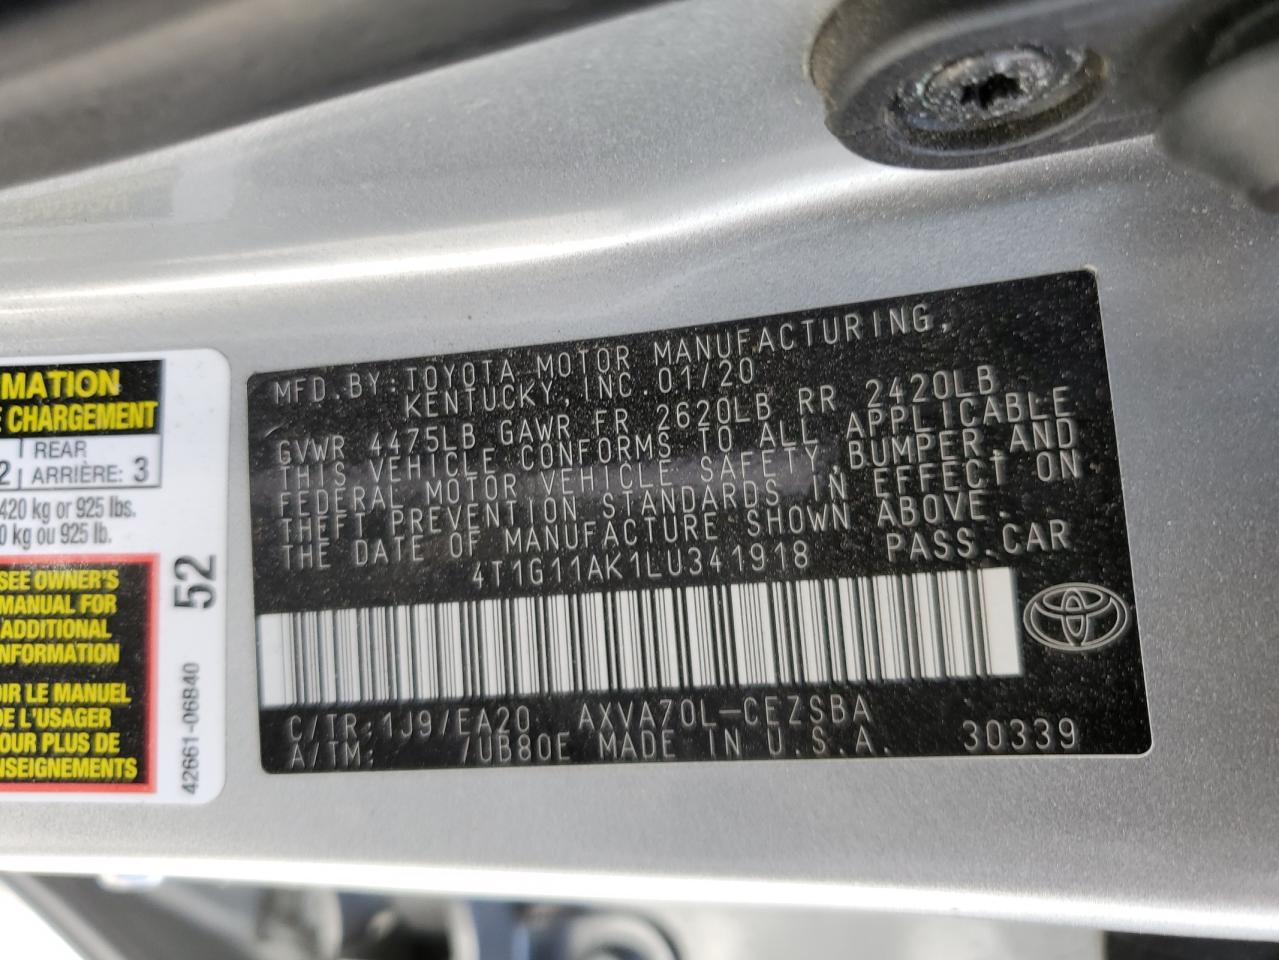 MATION
E CHARGEMENT
2 REAR
ARRIÈRE: 3
420 kg or 925 lbs.
0 kg ou 925 lb.
SEE OWNER'S
MANUAL FOR
ADDITIONAL
NFORMATION
OIR LE MANUEL
DE L'USAGER
OUR PLUS DE
NSEIGNEMENTS
52
42661-06B40
MFD.BY:TOYOTA MOTOR MANUFACTURING,
KENTUCKY,INC.01/20
GVWR 4475LB GAWR FR 2620LB RR 2420LB
THIS VEHICLE CONFORMS TO ALL APPLICABLE
FEDERAL MOTOR VEHICLE SAFETY,BUMPER,AND
THEFT PREVENTION STANDARDS IN EFFECT ON
THE DATE OF MANUFACTURE SHOWN ABOVE.
4T1G11AK1LU341918 PASS.CAR
C/TR:1J9/EA20 AXVA70L-CEZSBA
A/TM: /UB80E MADE IN U.S.A. 30339